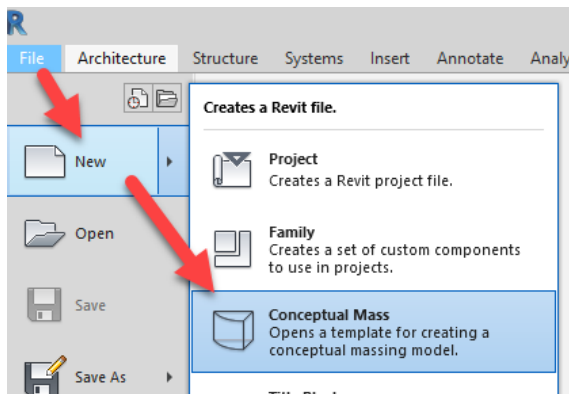 R
File Architecture Structure Systems Insert Annotate Analy
Creates a Revit file.
New
Project
Creates a Revit project file.
Open
Family
Creates a set of custom components
to use in projects.
Save
Conceptual Mass
Opens a template for creating a
conceptual massing model.
Save As